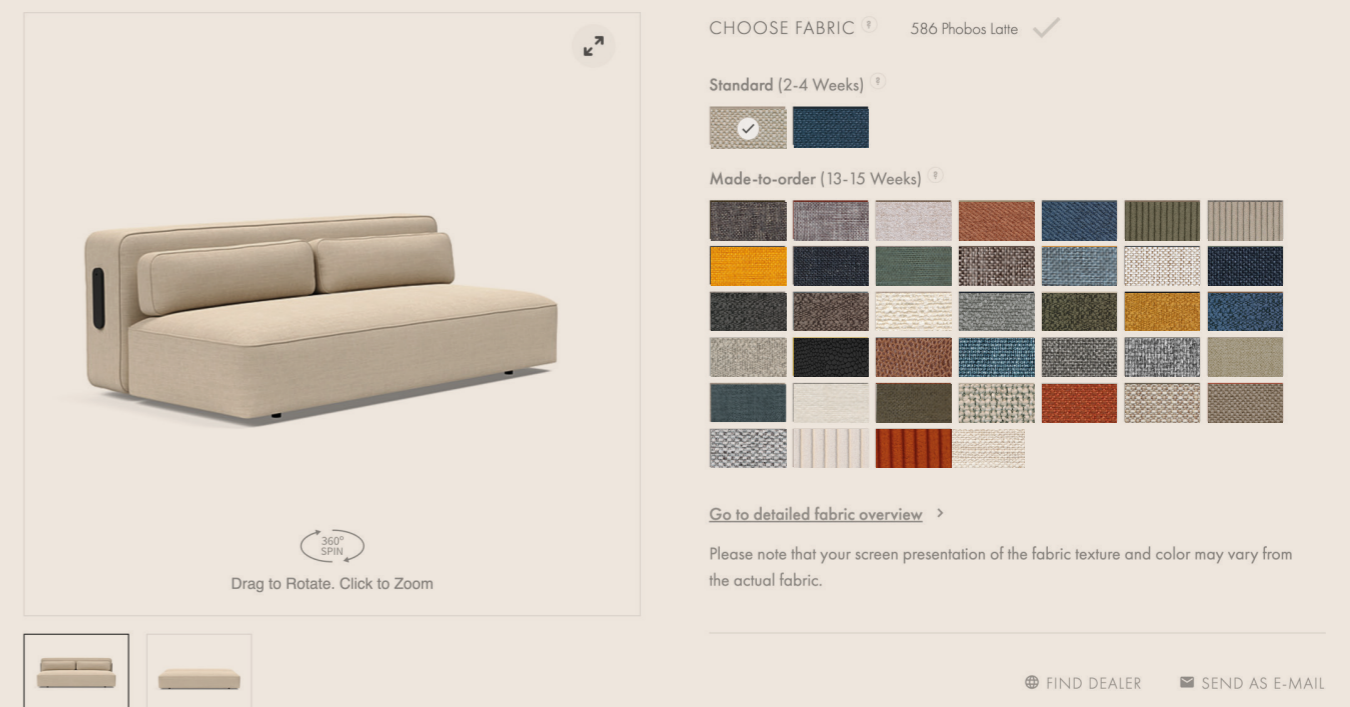 CHOOSE FABRIC
586 Phobos Latte
Standard (2-4 Weeks)
Made-to-order (13-15 Weeks)
Go to detailed fabric overview
Please note that your screen presentation of the fabric texture and color may vary from
the actual fabric.
360°
SPIN
Drag to Rotate. Click to Zoom
FIND DEALER
SEND AS E-MAIL